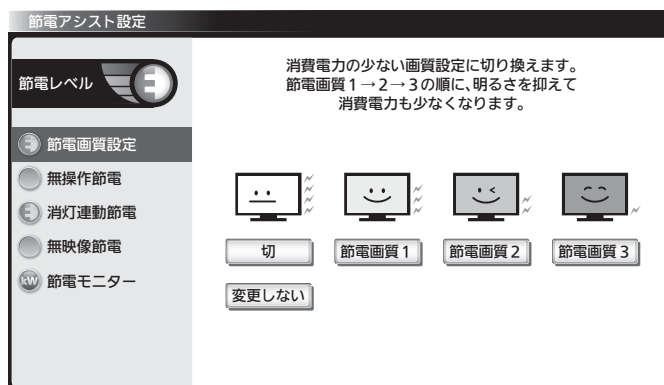 節電アシスト設定
節電レベル E
消費電力の少ない画質設定に切り換えます。
節電画質1→2→3の順に、明るさを抑えて
消費電力も少なくなります。
E 節電画質設定
無操作節電
E 消灯連動節電
無映像節電
kW 節電モニター
切
節電画質1
節電画質2
節電画質3
変更しない